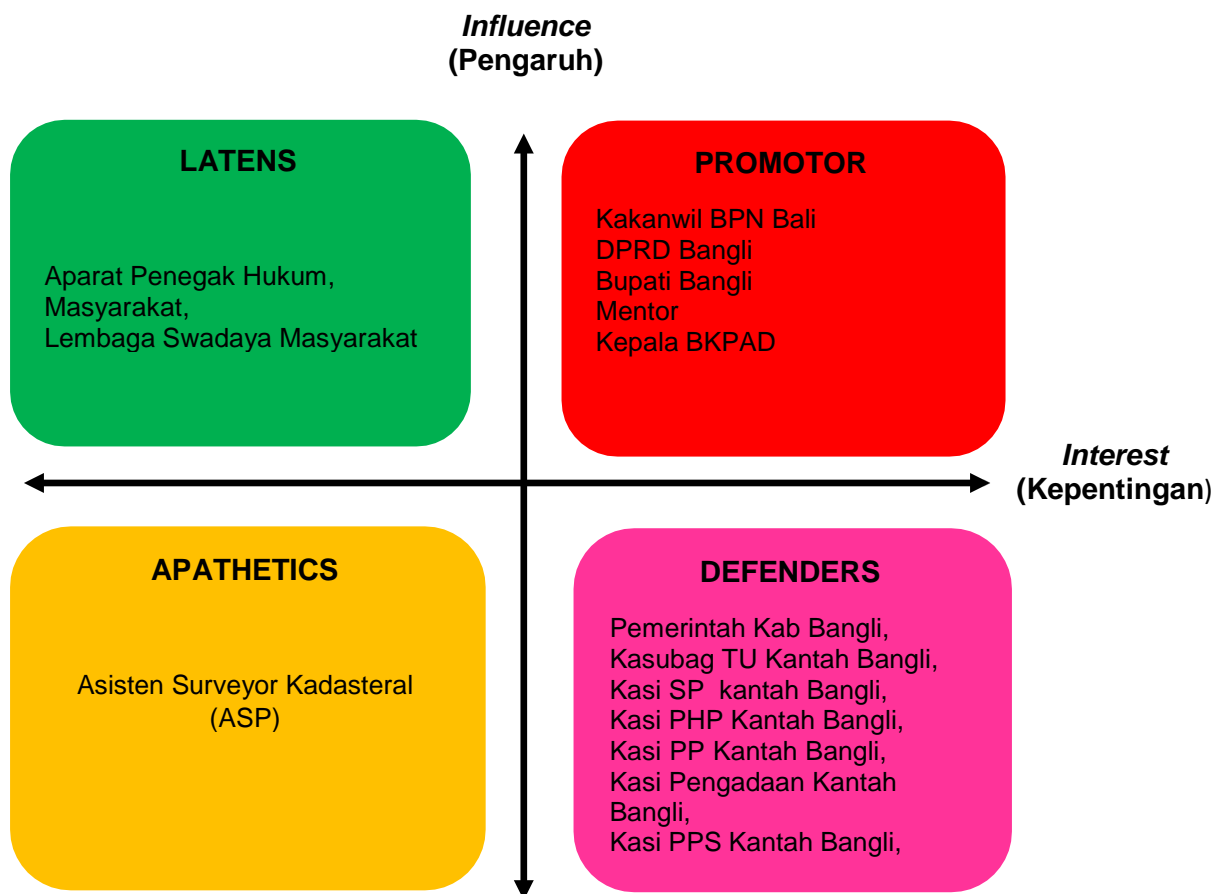 Influence
(Pengaruh)
LATENS
Aparat Penegak Hukum,
Masyarakat,
Lembaga Swadaya Masyarakat
PROMOTOR
Kakanwil BPN Bali
DPRD Bangli
Bupati Bangli
Mentor
Kepala BKPAD
Interest
(Kepentingan)
APATHETICS
Asisten Surveyor Kadasteral
(ASP)
DEFENDERS
Pemerintah Kab Bangli,
Kasubag TU Kantah Bangli,
Kasi SP  kantah Bangli,
Kasi PHP Kantah Bangli,
Kasi PP Kantah Bangli,
Kasi Pengadaan Kantah
Bangli,
Kasi PPS Kantah Bangli,